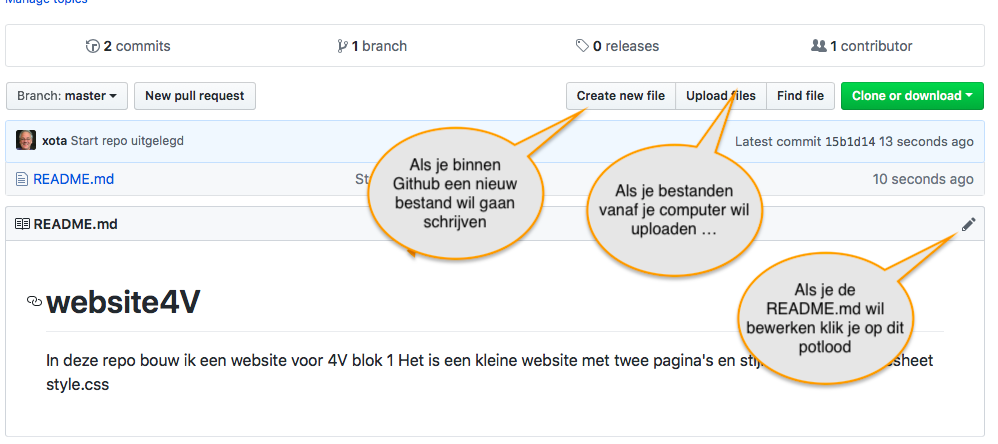 Manage topics
2 commits
1 branch
0 releases
1 contributor
Branch: master
New pull request
Create new file
Upload files
Find file
Clone or download
xota Start repo uitgelegd
Latest commit 15b1d14 13 seconds ago
README.md
10 seconds ago
Als je binnen
Github een nieuw
bestand wil gaan
schrijven
Als je bestanden
vanaf je computer wil
uploaden …
README.md
Als je de
README.md wil
bewerken klik je op dit
potlood
website4V
In deze repo bouw ik een website voor 4V blok 1 Het is een kleine website met twee pagina's en
style.css